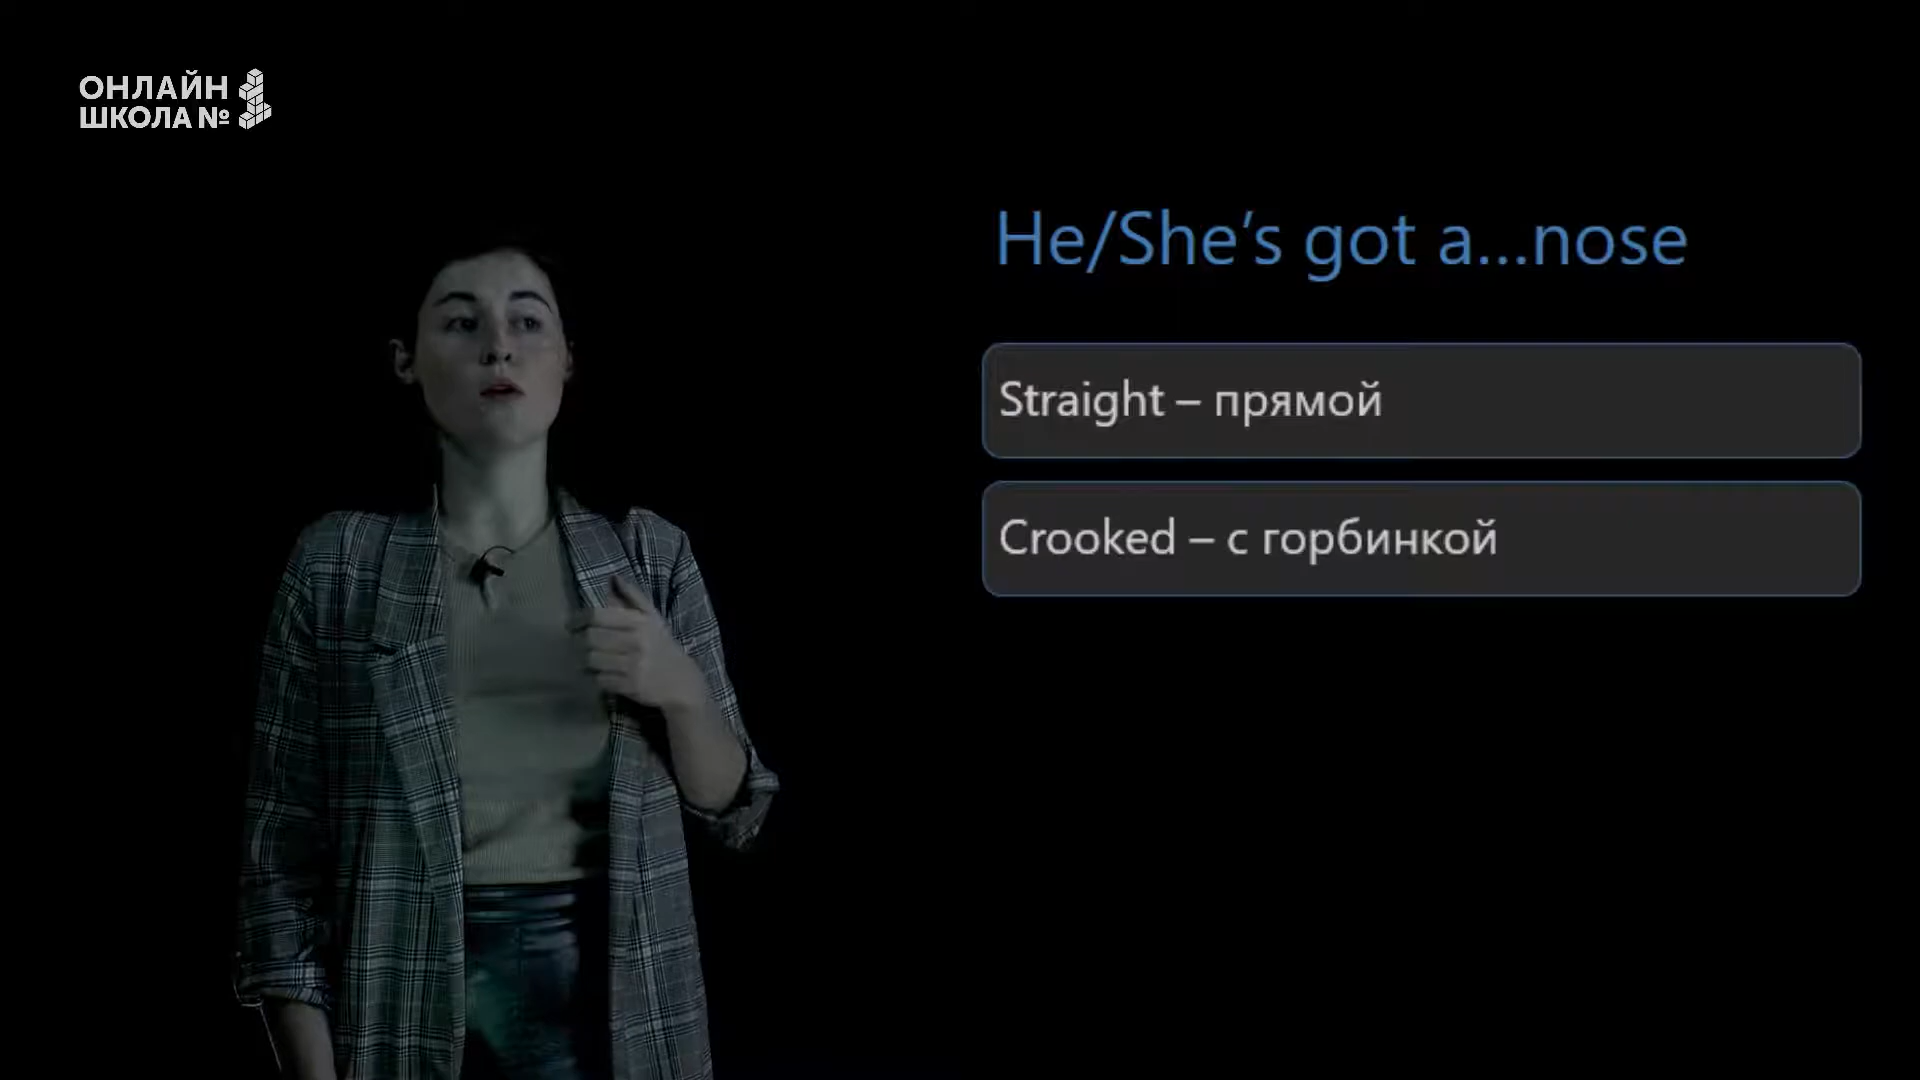 ОНЛАЙН
ШКОЛА №
He/She’s got a...nose
Straight – прямой
Crooked – с горбинкой